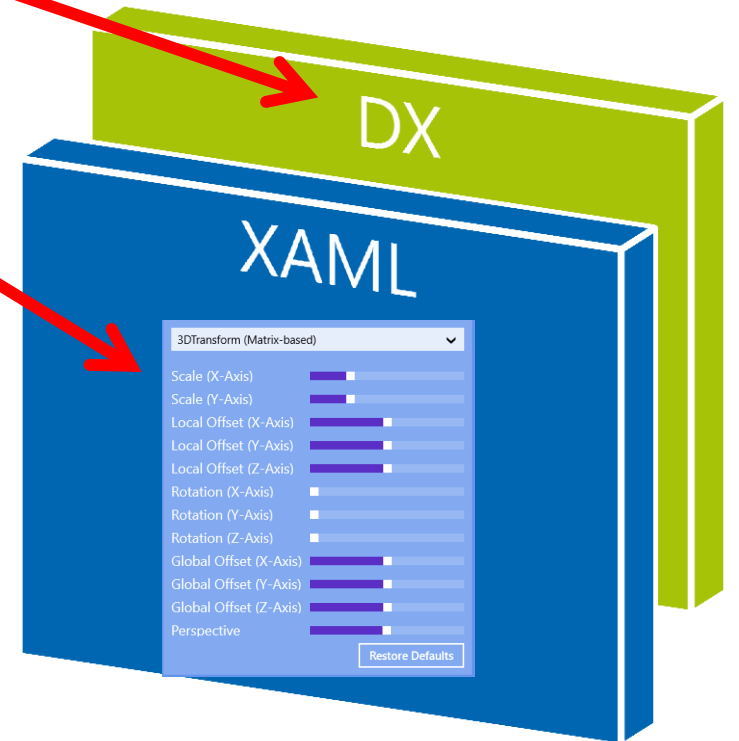 DX
XAML
3DTransform (Matrix-based)
Scale (X-Axis)
Scale (Y-Axis)
Local Offset (X-Axis)
Local Offset (Y-Axis)
Local Offset (Z-Axis)
Rotation (X-Axis)
Rotation (Y-Axis)
Rotation (Z-Axis)
Global Offset (X-Axis)
Global Offset (Y-Axis)
Global Offset (Z-Axis)
Perspective
Restore Defaults